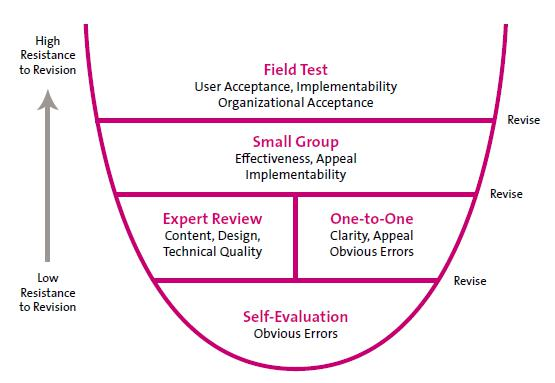 High
Resistance
to Revision
Field Test
User Acceptance, Implementability
Organizational Acceptance
Revise
Small Group
Effectiveness, Appeal
Implementability
Revise
Expert Review
Content, Design,
Technical Quality
One-to-One
Clarity, Appeal
Obvious Errors
Revise
Low
Resistance
to Revision
Self-Evaluation
Obvious Errors